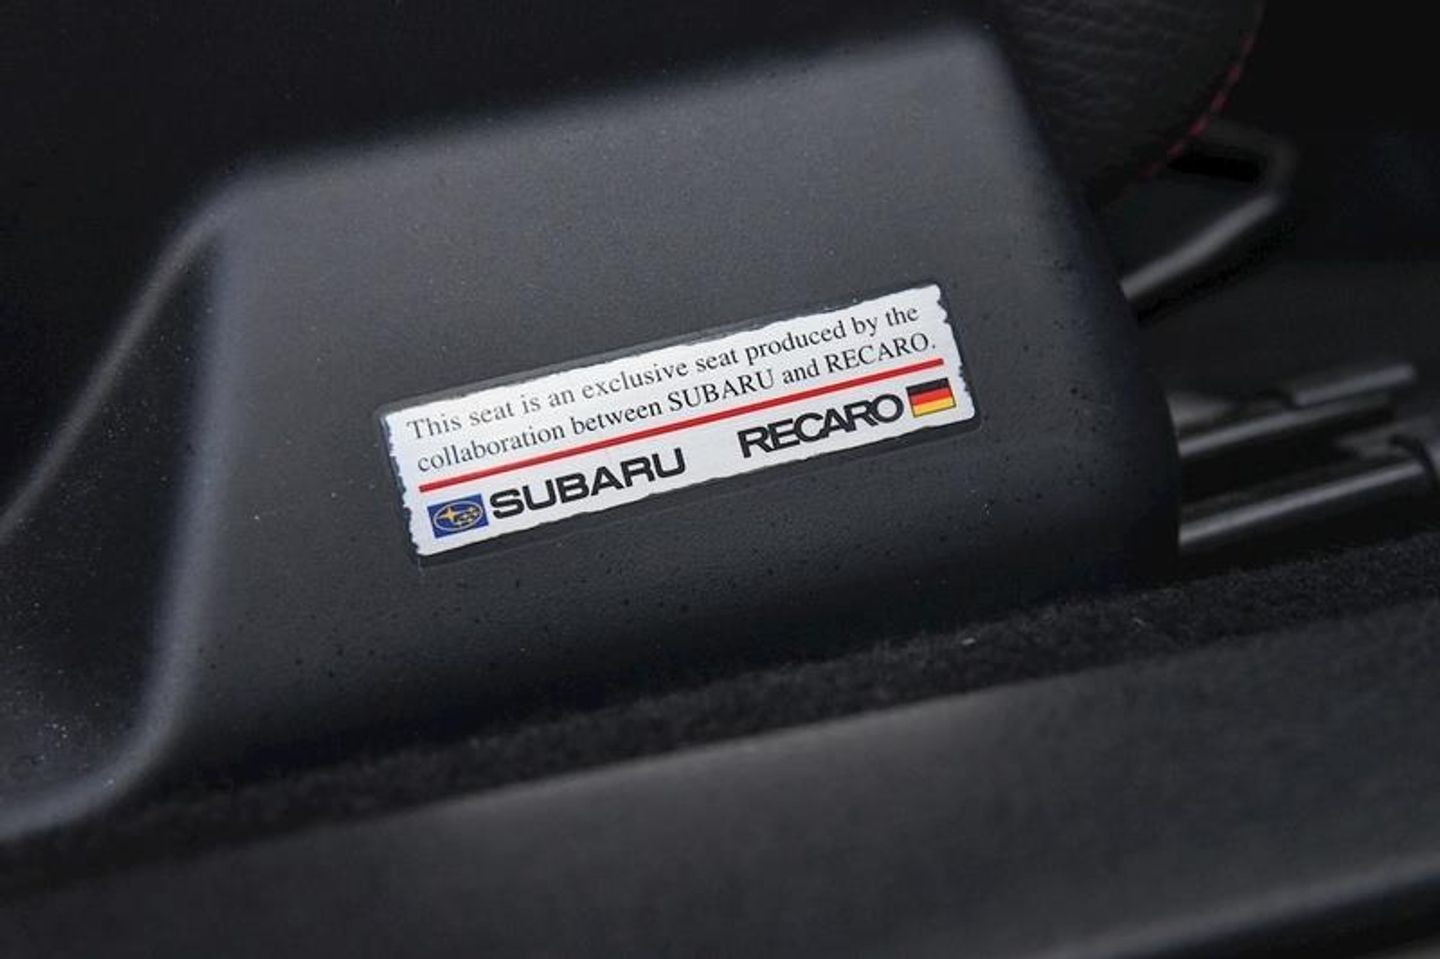 This seat is an exclusive seat produced by the
collaboration between SUBARU and RECARO.
SUBARU RECARO